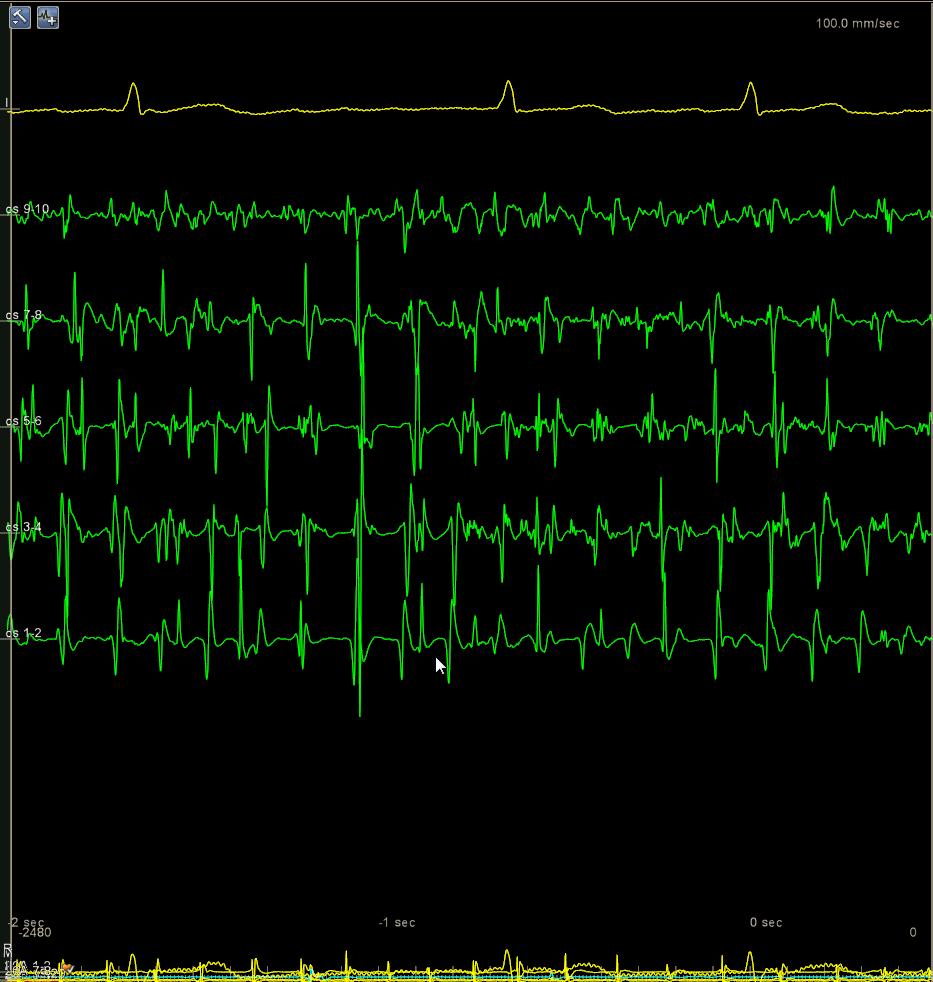 100.0 mm/sec
I
cs 9-10
cs 7-8
cs 5-6
cs 3-4
cs 1-2
-2 sec
-1 sec
0 sec
-2480
0